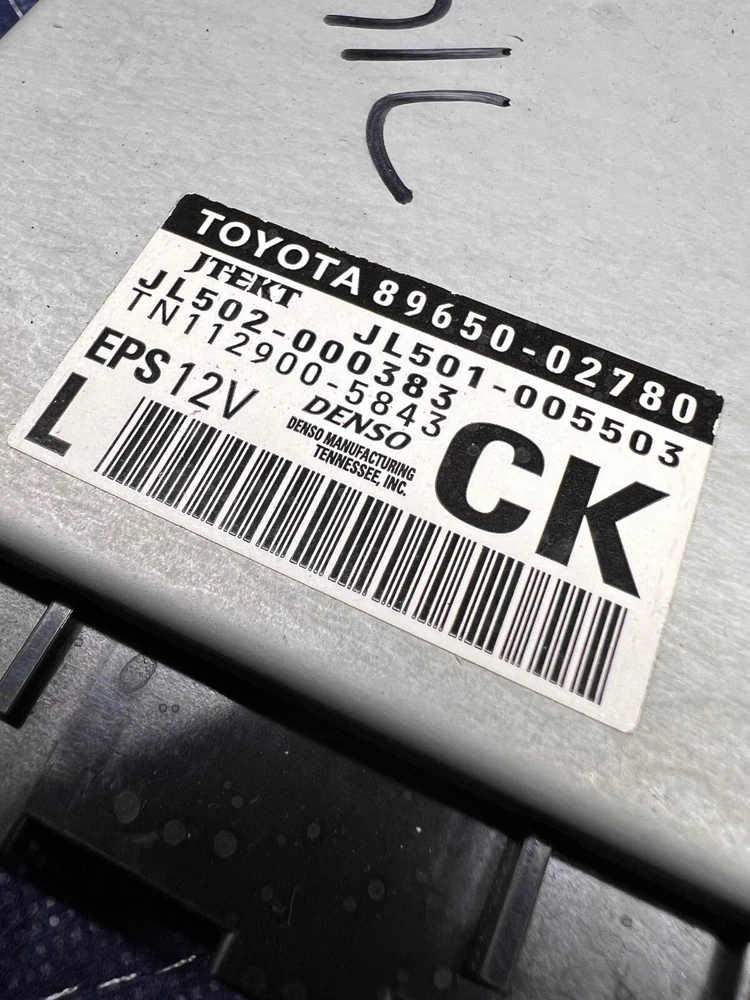 TOYOTA 89650-02780
JTEKT
JL502-000383 JL501-005503
TN112900-5843
EPS 12V
DENSO
DENSO MANUFACTURING
TENNESSEE, INC.
L
CK